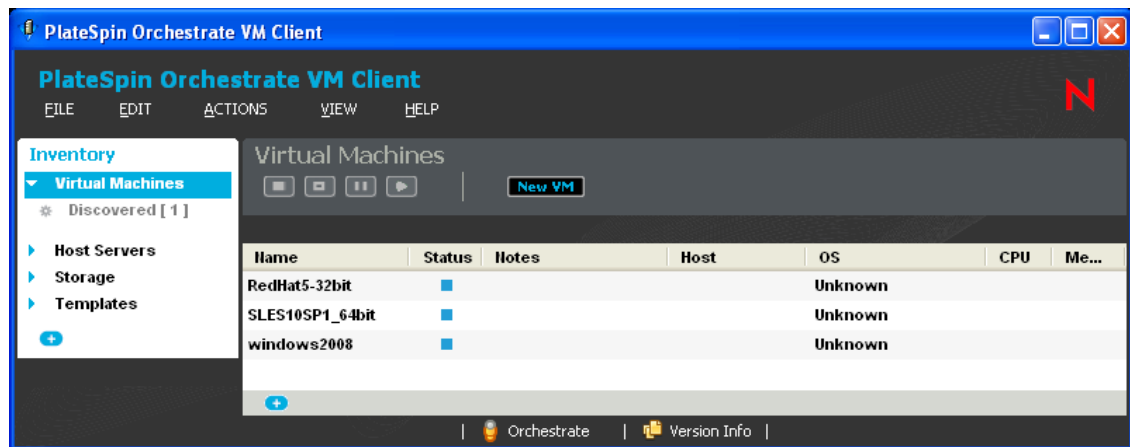 PlateSpin Orchestrate VM Client
PlateSpin Orchestrate VM Client
FILE EDIT ACTIONS VIEW HELP
N
Inventory
Virtual Machines
Discovered [ 1 ]
Host Servers
Storage
Templates
Virtual Machines
New VM
Name Status Notes Host OS CPU Me...
RedHat5-32bit Unknown
SLES10SP1_64bit Unknown
windows2008 Unknown
| Orchestrate | Version Info |